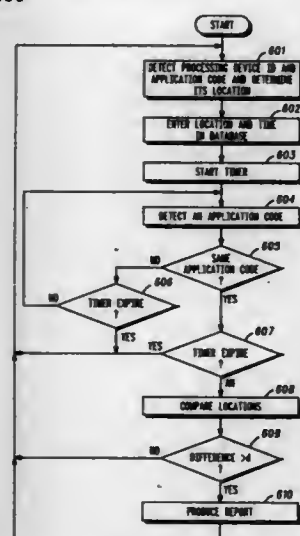 START
601
DETECT PROCESSING DEVICE ID AND
APPLICATION CODE AND DETERMINE
ITS LOCATION
602
ENTER LOCATION AND TIME
IN DATABASE
603
START TIMER
604
DETECT AN APPLICATION CODE
605
SAME
APPLICATION CODE
?
NO
YES
606
TIMER EXPIRE
?
NO
YES
607
TIMER EXPIRE
?
YES
608
COMPARE LOCATIONS
609
DIFFERENCE >d
?
NO
YES
610
PRODUCE REPORT